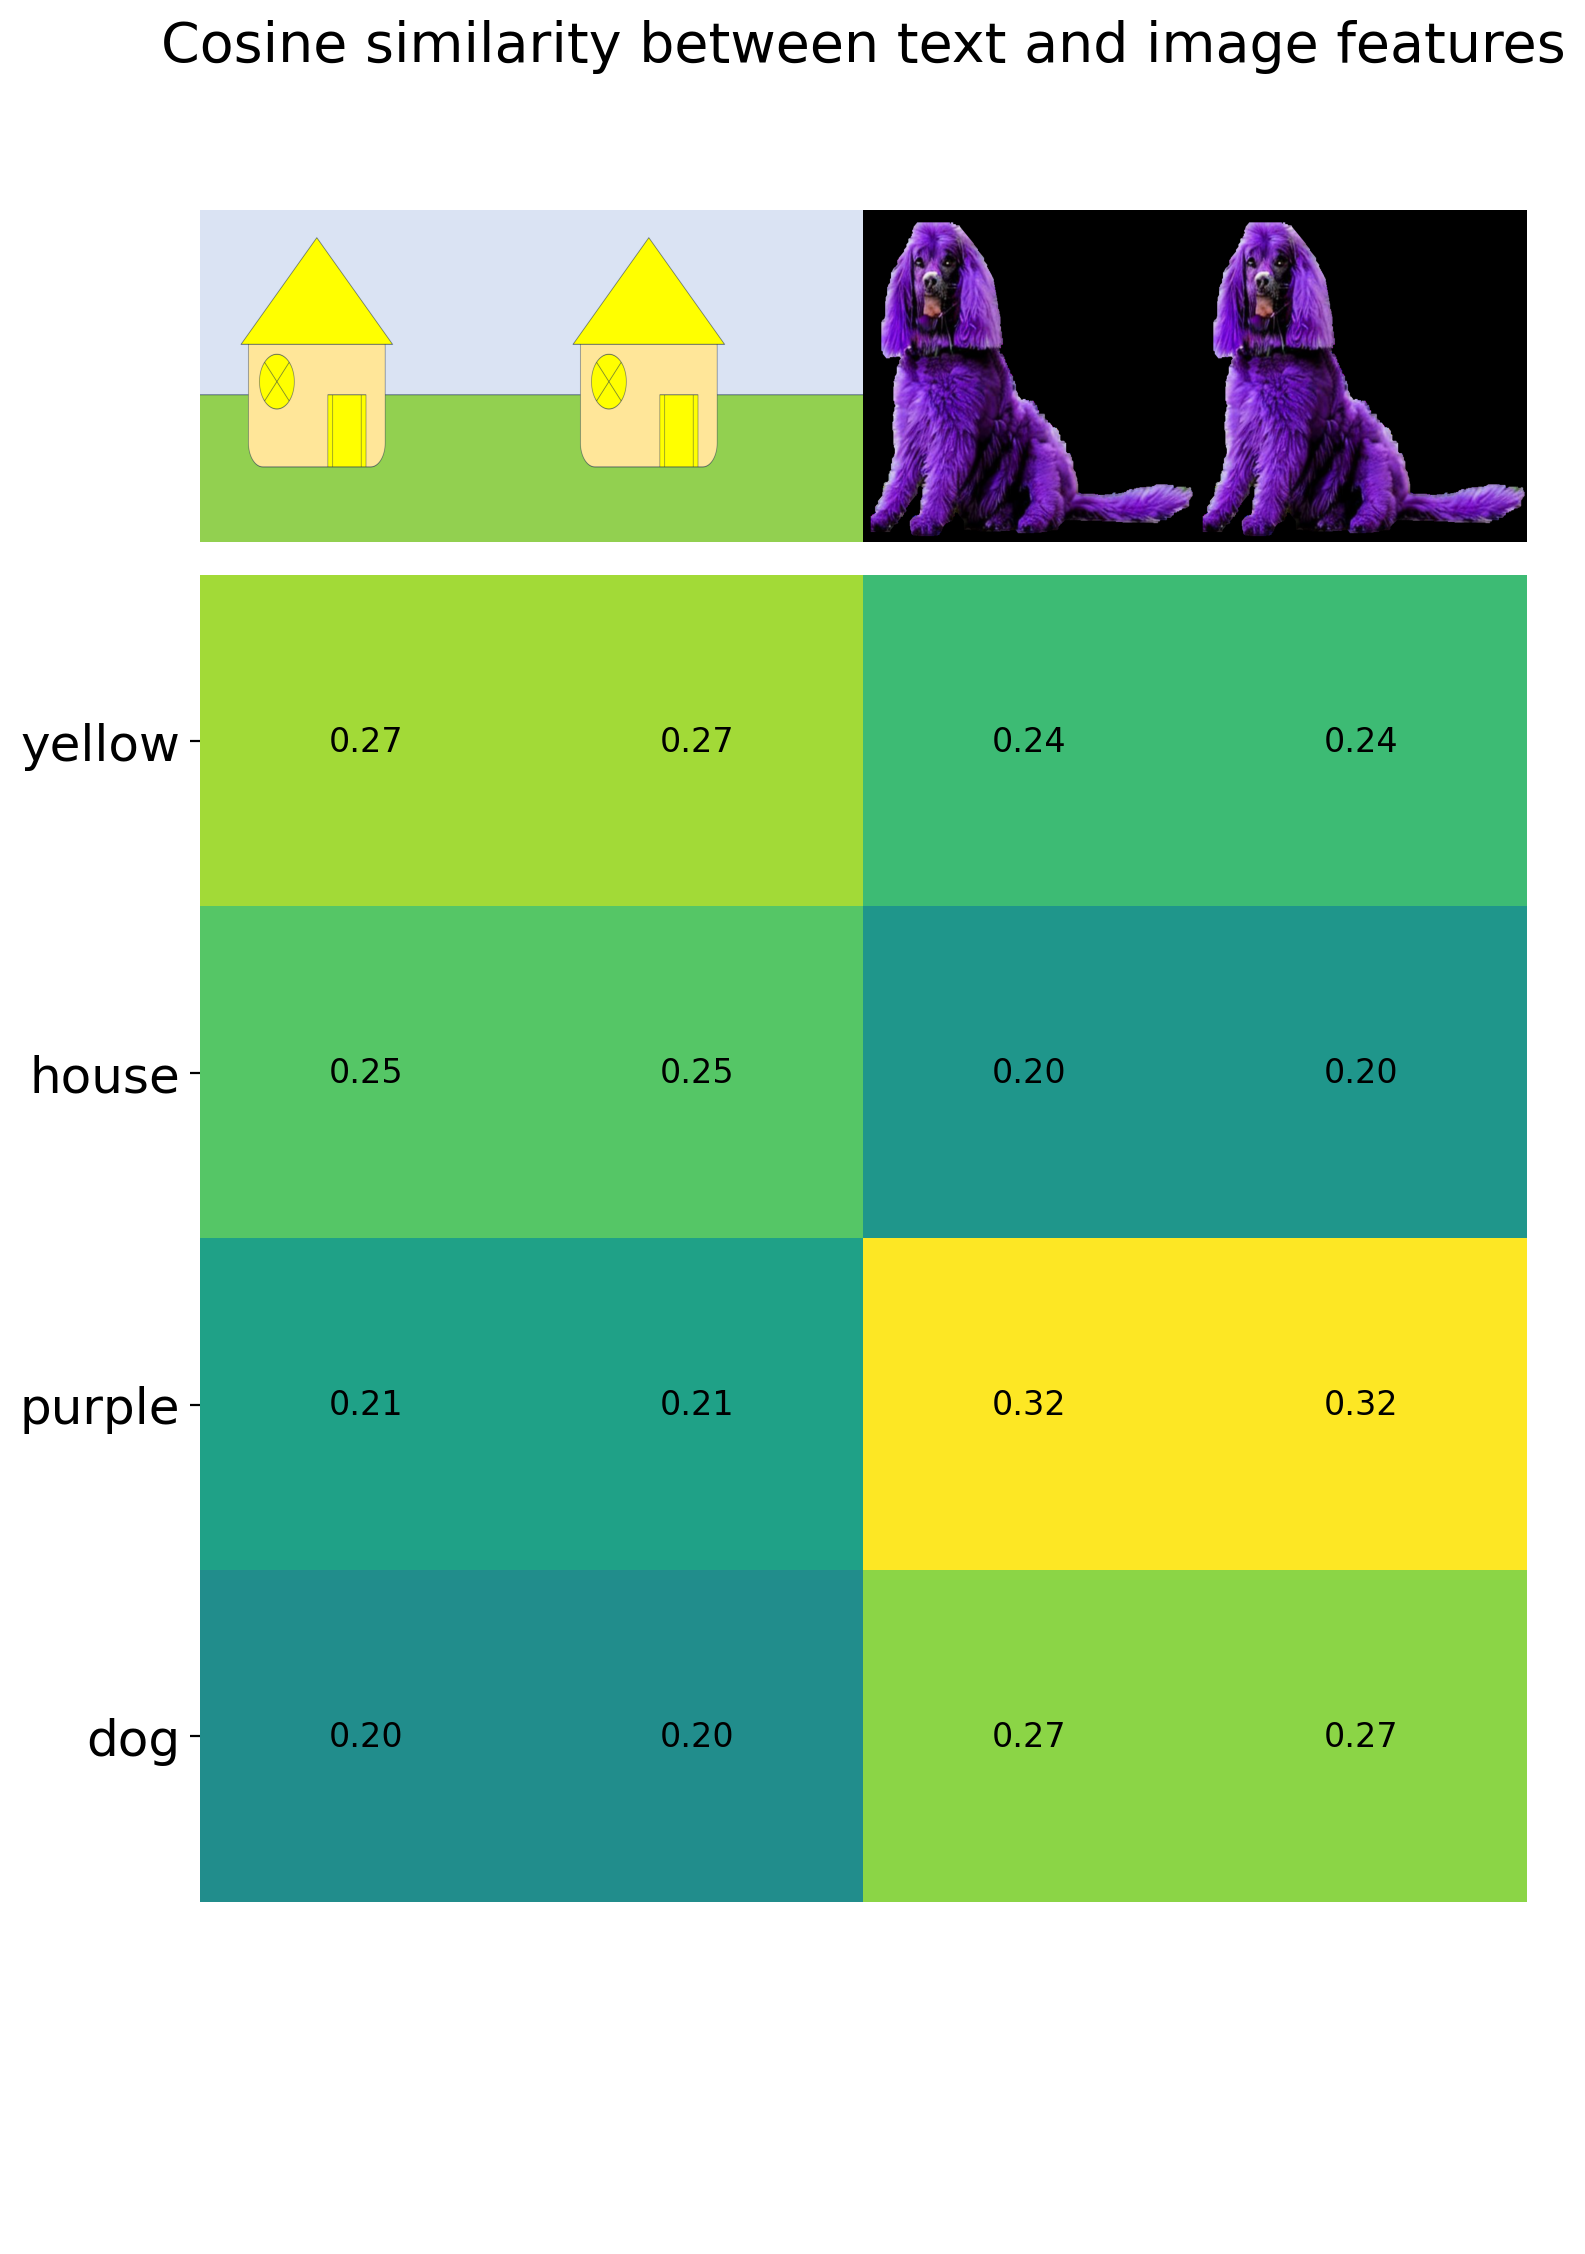 Cosine similarity between text and image features
yellow 0.27 0.27 0.24 0.24
house 0.25 0.25 0.20 0.20
purple 0.21 0.21 0.32 0.32
dog 0.20 0.20 0.27 0.27